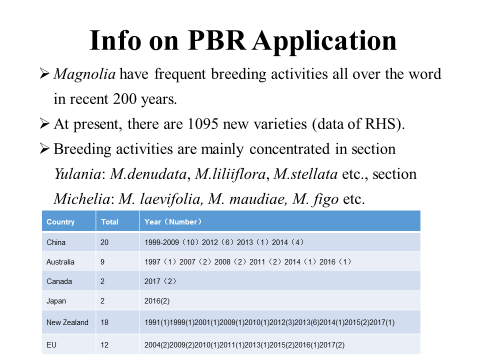 Info on PBR Application
➢ Magnolia have frequent breeding activities all over the word
in recent 200 years.
➢ At present, there are 1095 new varieties (data of RHS).
➢ Breeding activities are mainly concentrated in section
Yulania: M.denudata, M.liliiflora, M.stellata etc., section
Michelia: M. laevifolia, M. maudiae, M. figo etc.
Country Total Year（Number）
China 20 1999-2009（10）2012（6）2013（1）2014（4）
Australia 9 1997（1）2007（2）2008（2）2011（2）2014（1）2016（1）
Canada 2 2017（2）
Japan 2 2016(2)
New Zealand 18 1991(1)1999(1)2001(1)2009(1)2010(1)2012(3)2013(6)2014(1)2015(2)2017(1)
EU 12 2004(2)2009(2)2010(1)2011(1)2013(1)2015(2)2016(1)2017(2)